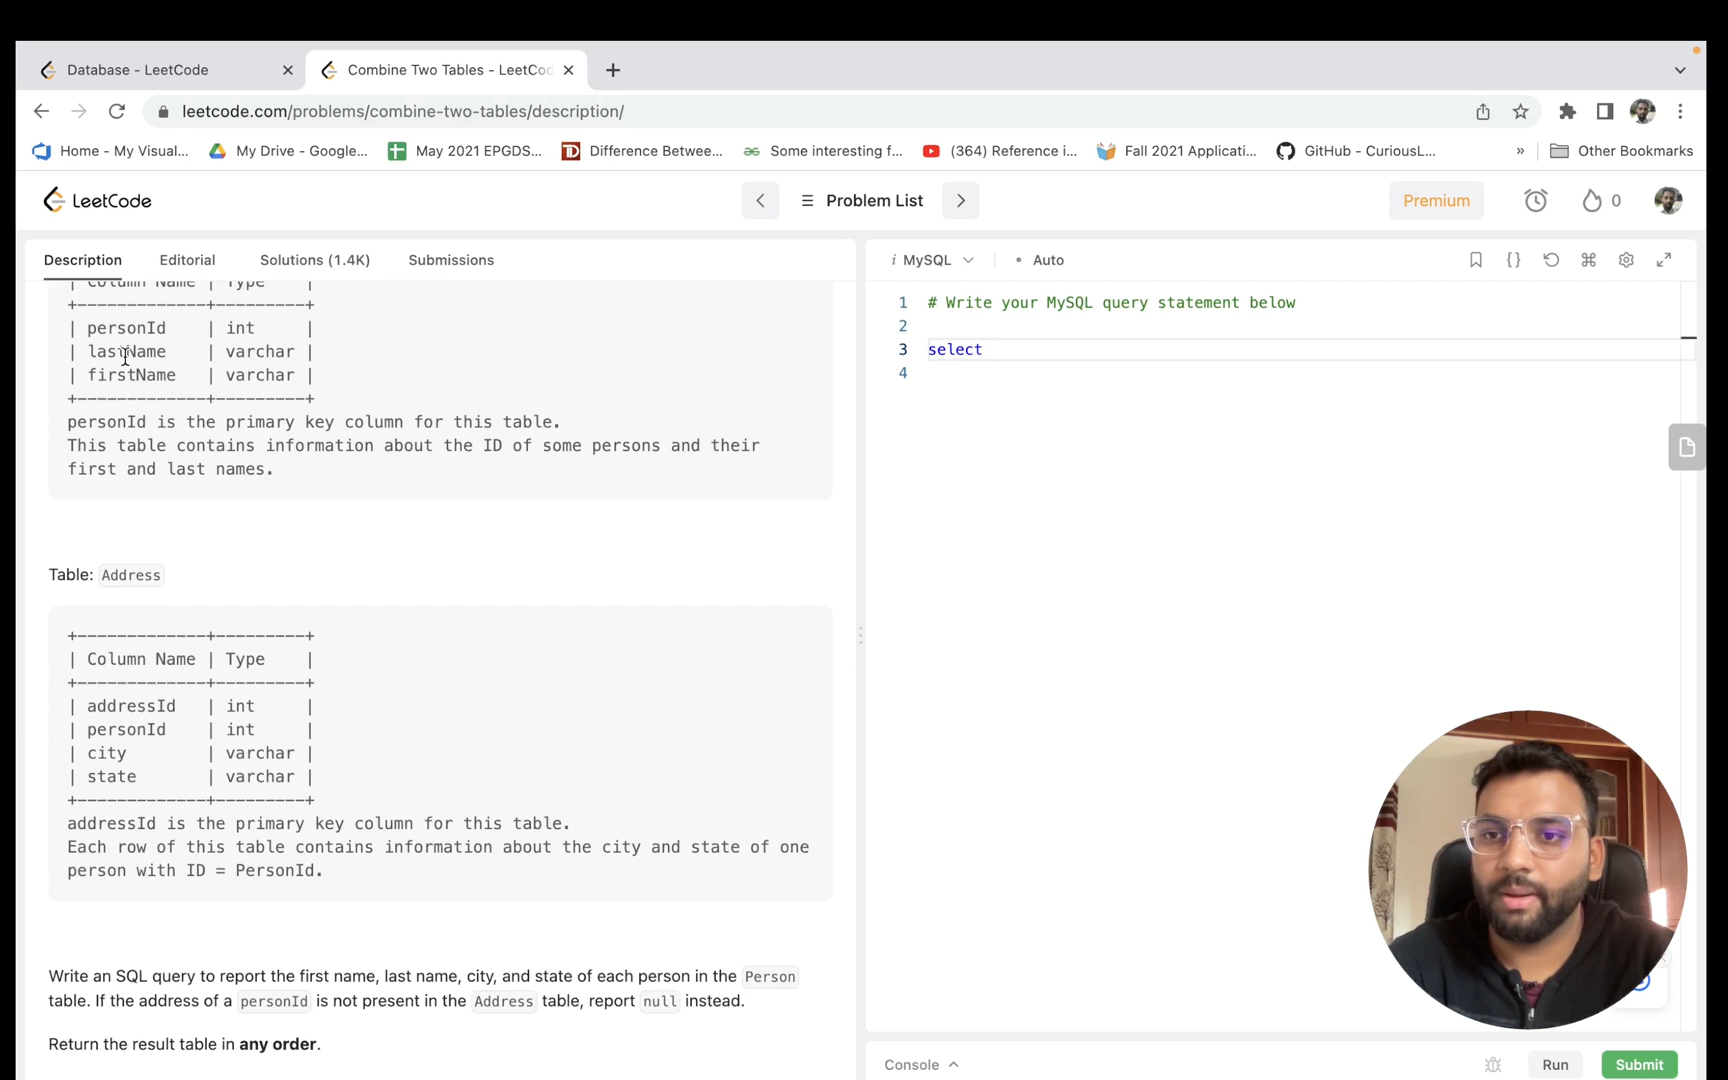 Database - LeetCode
Combine Two Tables - LeetCo
leetcode.com/problems/combine-two-tables/description/
Home - My Visual...
My Drive - Google...
May 2021 EPGDS...
Difference Betwee...
Some interesting f...
(364) Reference i...
Fall 2021 Applicati...
GitHub - CuriousL...
»
Other Bookmarks
LeetCode
Problem List
Premium
0
Description
Editorial
Solutions (1.4K)
Submissions
| Column Name | Type    |
+-------------+---------+
| personId    | int     |
| lastName    | varchar |
| firstName   | varchar |
+-------------+---------+
personId is the primary key column for this table.
This table contains information about the ID of some persons and their
first and last names.
Table: Address
+-------------+---------+
| Column Name | Type    |
+-------------+---------+
| addressId   | int     |
| personId    | int     |
| city        | varchar |
| state       | varchar |
+-------------+---------+
addressId is the primary key column for this table.
Each row of this table contains information about the city and state of one
person with ID = PersonId.
Write an SQL query to report the first name, last name, city, and state of each person in the Person
table. If the address of a personId is not present in the Address table, report null instead.
Return the result table in any order.
i MySQL
• Auto
{}
1 # Write your MySQL query statement below
2
3 select
4
Console
Run
Submit